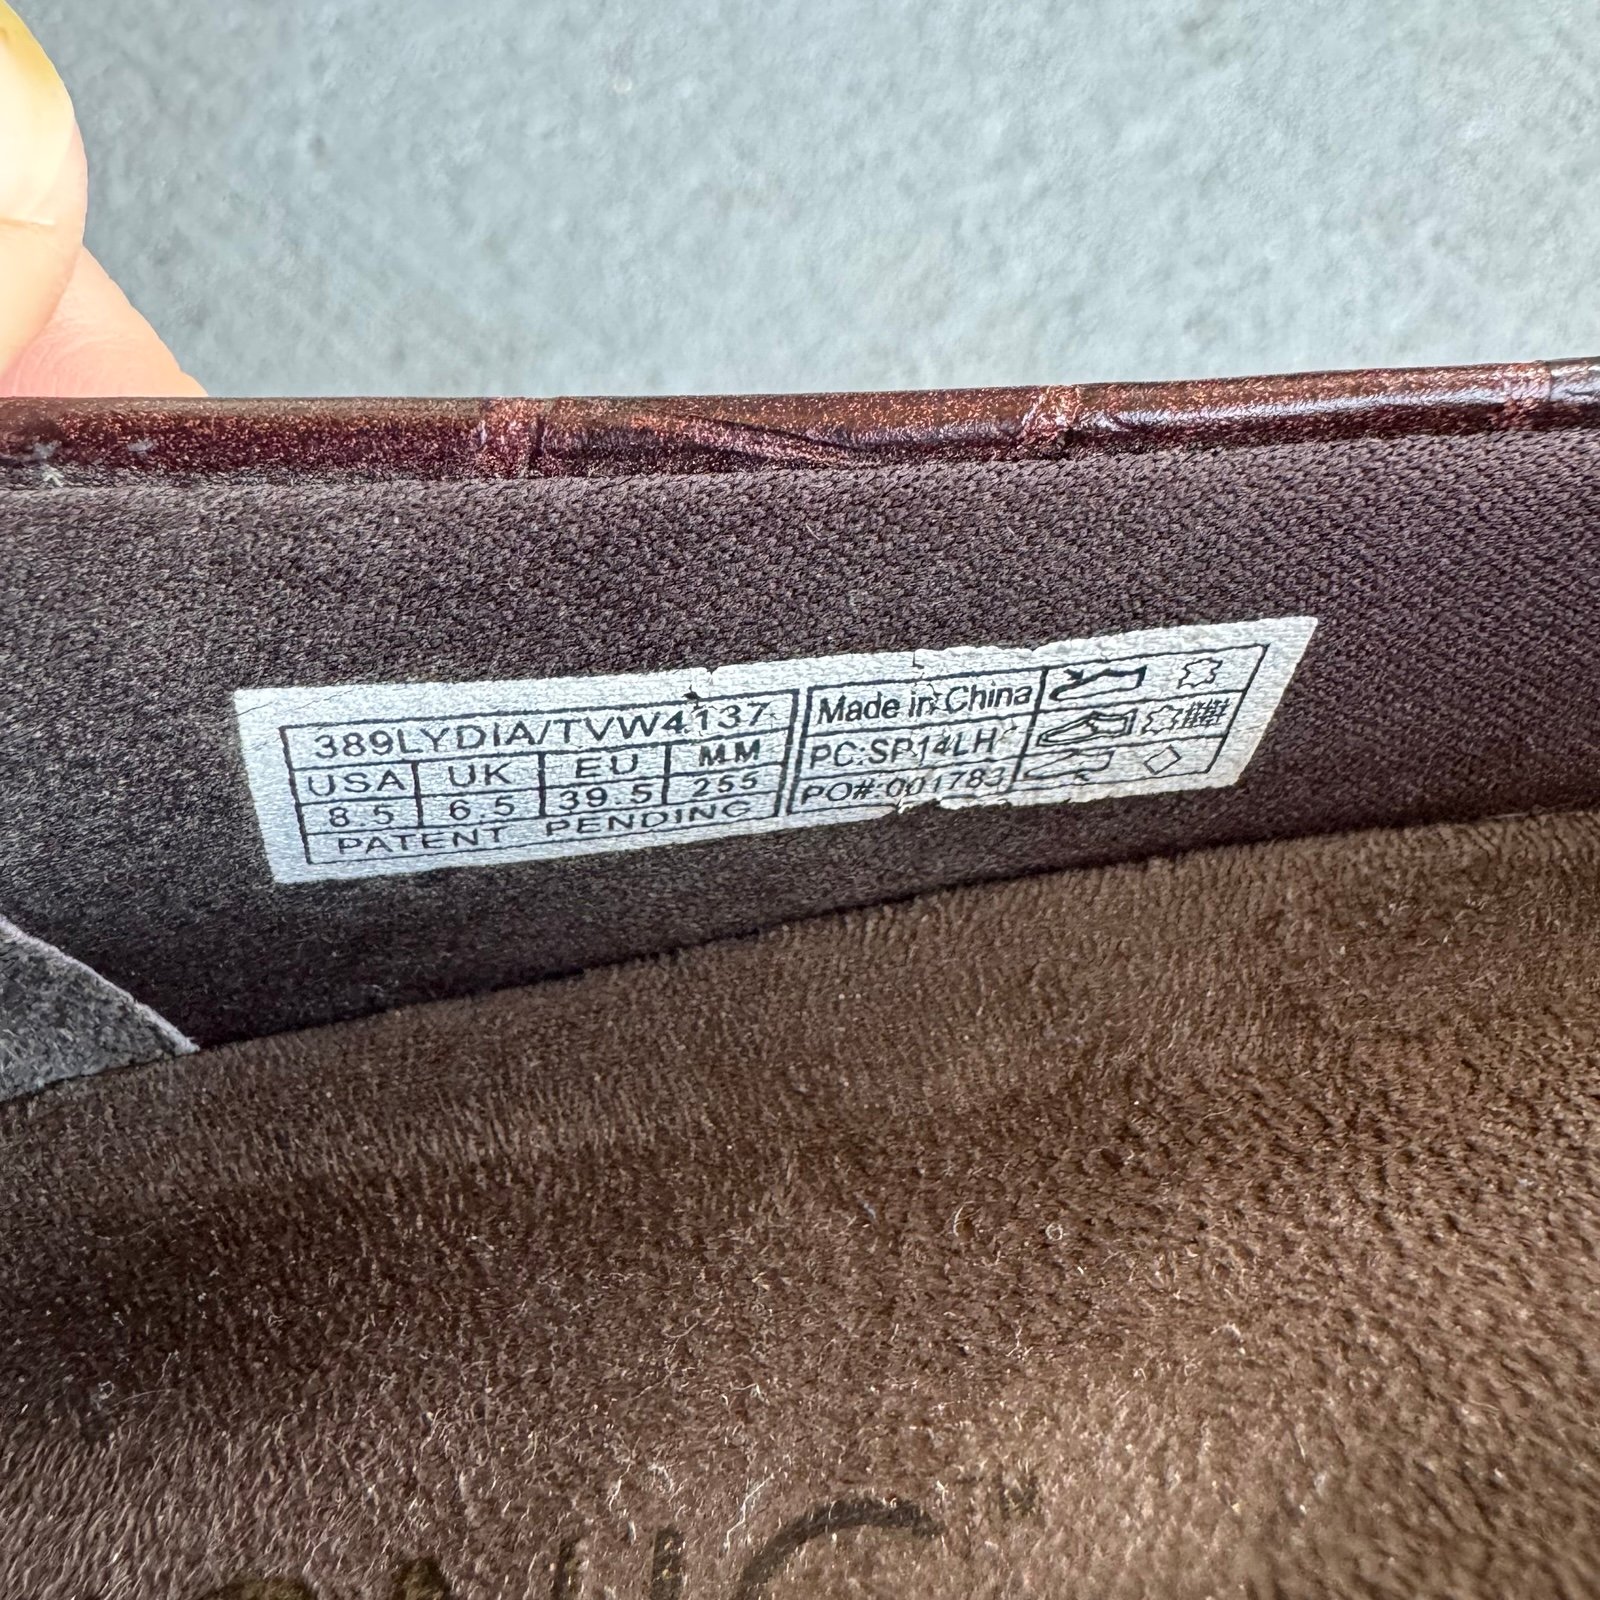 389LYDIA/TVW4137
USA UK EU MM
8.5 6.5 39.5 255
PATENT PENDING
Made in China
PC:SP14LH
PO#:001783